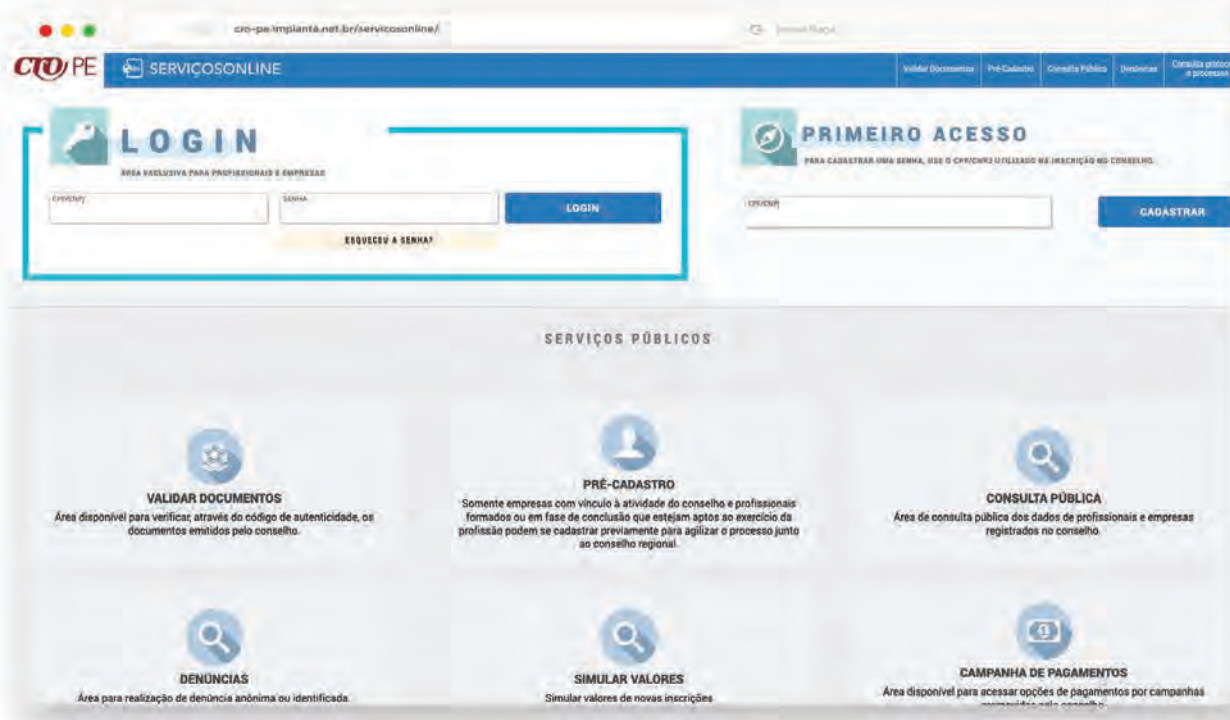 cro-pe.implanta.net.br/servicosonline/
CRO PE
SERVIÇOSONLINE
Validar Documentos
Pré-Cadastro
Consulta Pública
Denúncias
Consulta protocolo
e processos
LOGIN
ÁREA EXCLUSIVA PARA PROFISSIONAIS E EMPRESAS
CPF/CNPJ
SENHA
LOGIN
ESQUECEU A SENHA?
PRIMEIRO ACESSO
PARA CADASTRAR UMA SENHA, USE O CPF/CNPJ UTILIZADO NA INSCRIÇÃO NO CONSELHO.
CPF/CNPJ
CADASTRAR
SERVIÇOS PÚBLICOS
VALIDAR DOCUMENTOS
Área disponível para verificar, através do código de autenticidade, os
documentos emitidos pelo conselho.
PRÉ-CADASTRO
Somente empresas com vínculo à atividade do conselho e profissionais
formados ou em fase de conclusão que estejam aptos ao exercício da
profissão podem se cadastrar previamente para agilizar o processo junto
ao conselho regional.
CONSULTA PÚBLICA
Área de consulta pública dos dados de profissionais e empresas
registrados no conselho.
DENÚNCIAS
Área para realização de denúncia anônima ou identificada.
SIMULAR VALORES
Simular valores de novas inscrições
CAMPANHA DE PAGAMENTOS
Área disponível para acessar opções de pagamentos por campanhas